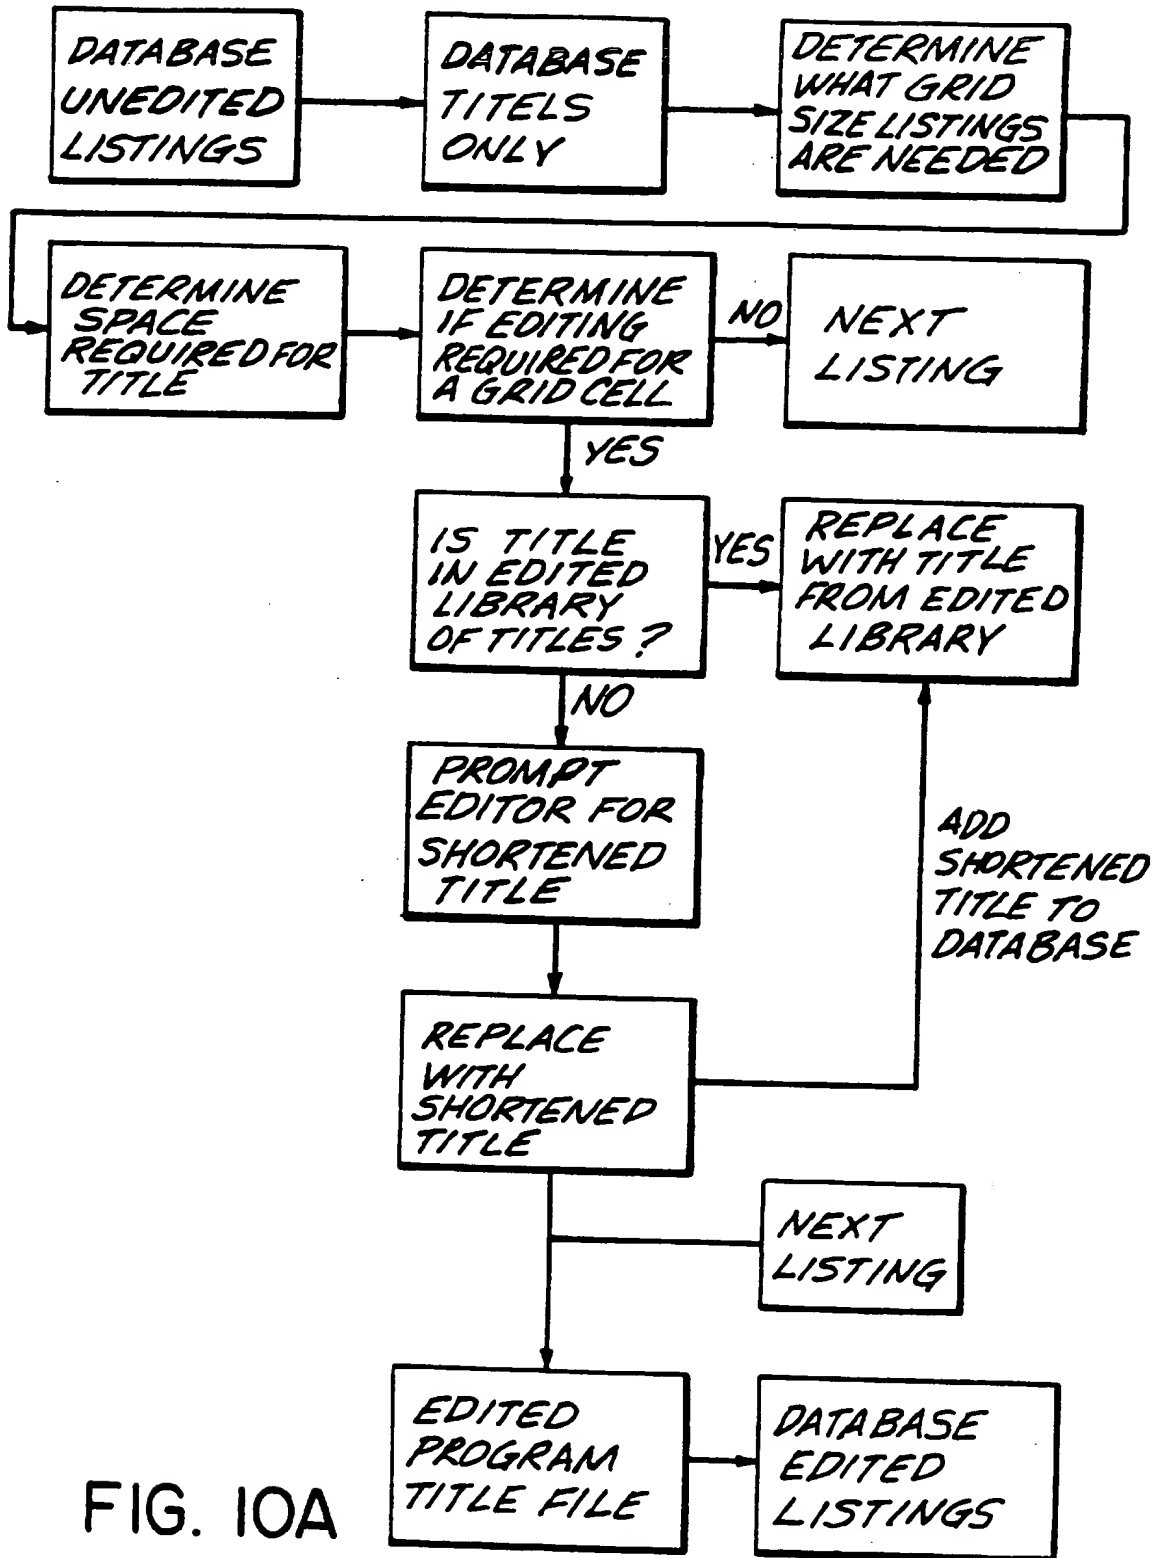 DATABASE
UNEDITED
LISTINGS
DATABASE
TITELS
ONLY
DETERMINE
WHAT GRID
SIZE LISTINGS
ARE NEEDED
DETERMINE
SPACE
REQUIRED FOR
TITLE
DETERMINE
IF EDITING
REQUIRED FOR
A GRID CELL
NO
NEXT
LISTING
YES
IS TITLE
IN EDITED
LIBRARY
OF TITLES?
YES
REPLACE
WITH TITLE
FROM EDITED
LIBRARY
NO
PROMPT
EDITOR FOR
SHORTENED
TITLE
ADD
SHORTENED
TITLE TO
DATABASE
REPLACE
WITH
SHORTENED
TITLE
NEXT
LISTING
EDITED
PROGRAM
TITLE FILE
DATABASE
EDITED
LISTINGS
FIG. 10A